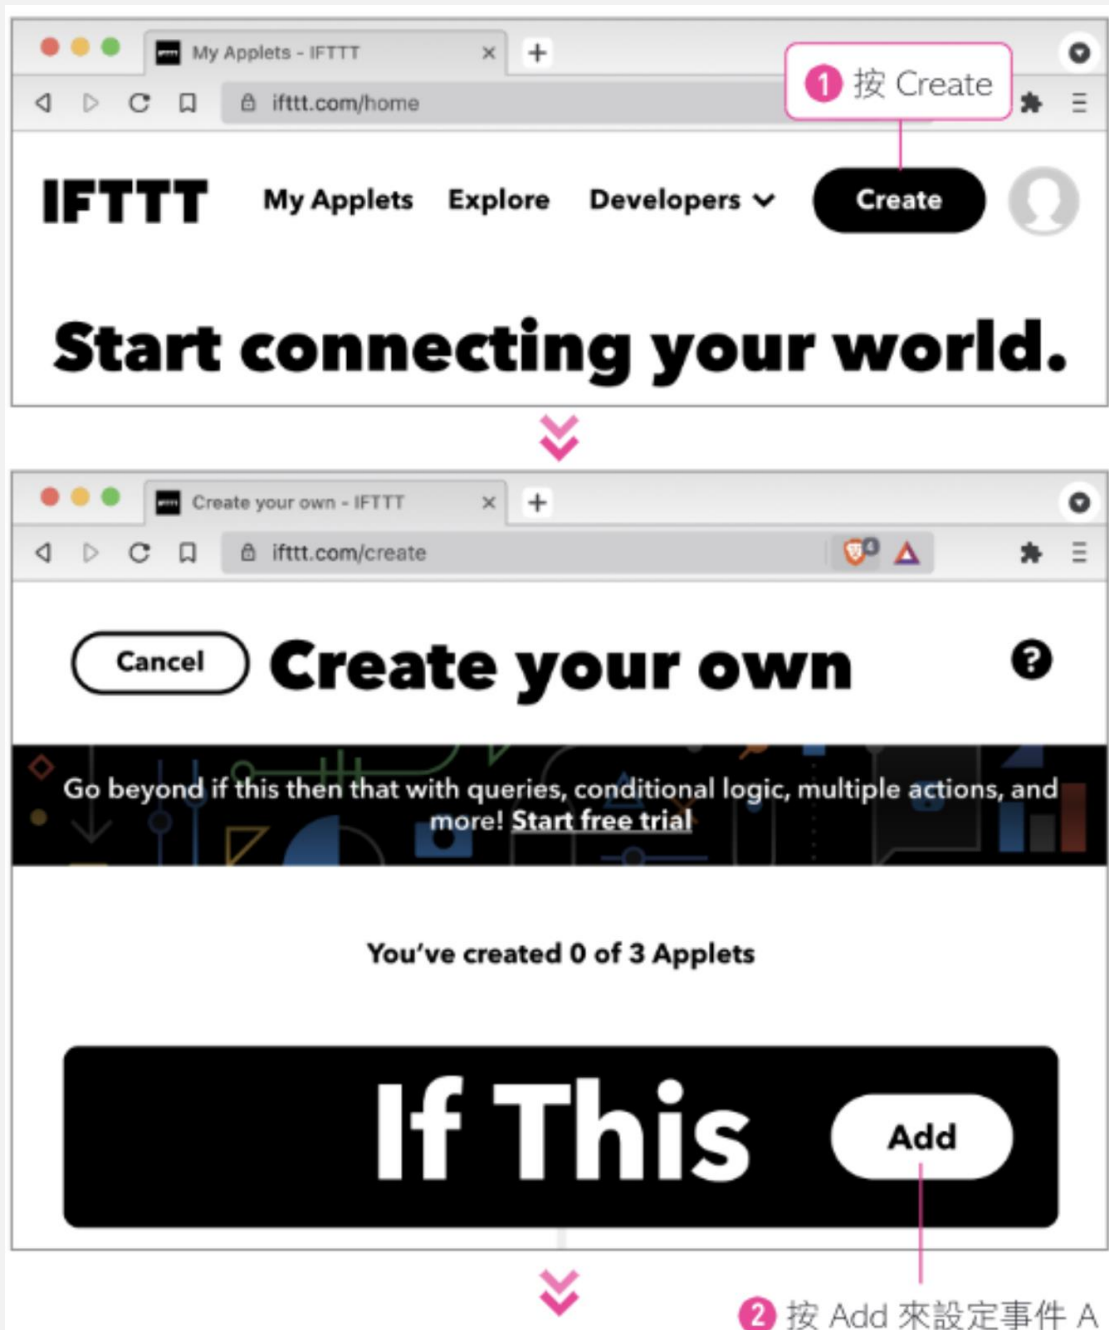 My Applets - IFTTT
1 按 Create
ifttt.com/home
IFTTT My Applets Explore Developers Create
Start connecting your world.
Create your own - IFTTT
ifttt.com/create
4
Cancel Create your own ?
Go beyond if this then that with queries, conditional logic, multiple actions, and
more! Start free trial
You've created 0 of 3 Applets
If This Add
2 按 Add 來設定事件 A